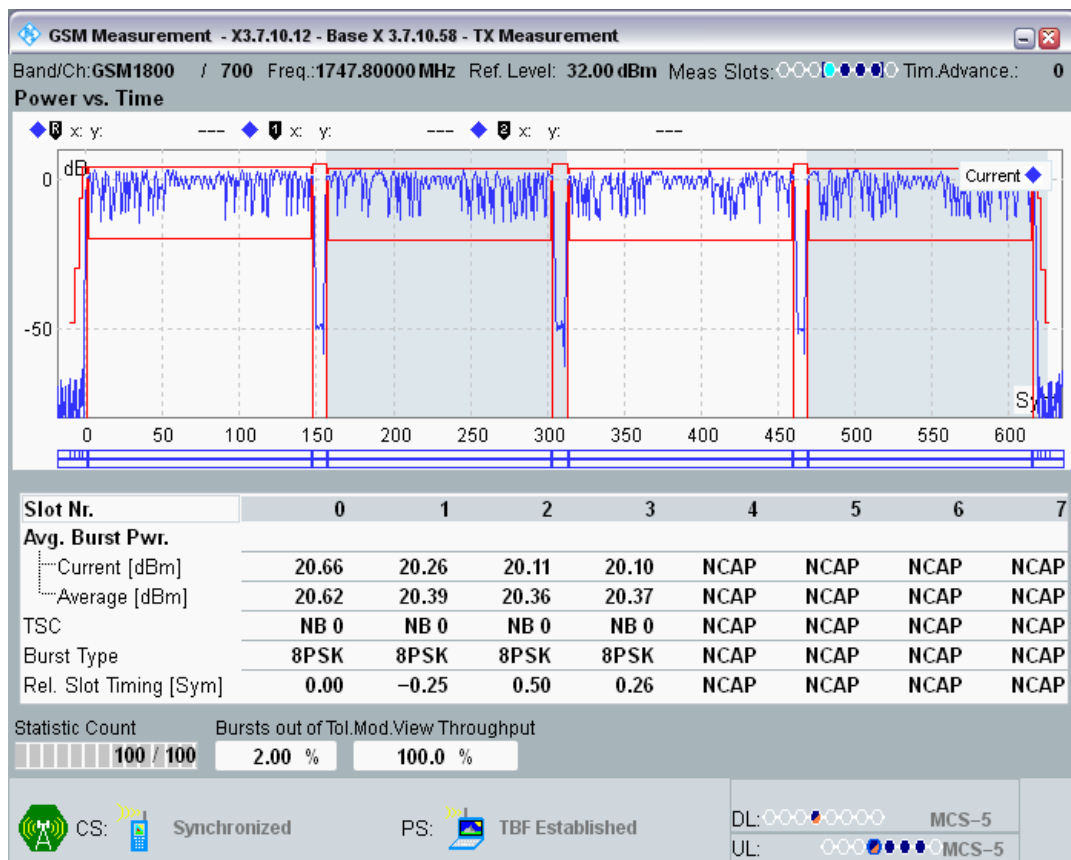 GSM Measurement - X3.7.10.12 - Base X 3.7.10.58 - TX Measurement
Band/Ch:GSM1800 / 700 Freq.:1747.80000 MHz Ref. Level: 32.00 dBm Meas Slots: Tim.Advance.: 0
Power vs. Time
R x: y: --- 1 x: y: --- 2 x: y: ---
dB
Current
0
-50
Sy
0 50 100 150 200 250 300 350 400 450 500 550 600
Slot Nr. 0 1 2 3 4 5 6 7
Avg. Burst Pwr.
Current [dBm] 20.66 20.26 20.11 20.10 NCAP NCAP NCAP NCAP
Average [dBm] 20.62 20.39 20.36 20.37 NCAP NCAP NCAP NCAP
TSC NB 0 NB 0 NB 0 NB 0 NCAP NCAP NCAP NCAP
Burst Type 8PSK 8PSK 8PSK 8PSK NCAP NCAP NCAP NCAP
Rel. Slot Timing [Sym] 0.00 −0.25 0.50 0.26 NCAP NCAP NCAP NCAP
Statistic Count Bursts out of Tol.Mod.View Throughput
100 / 100 2.00 % 100.0 %
CS: Synchronized PS: TBF Established
DL: MCS−5
UL: MCS−5